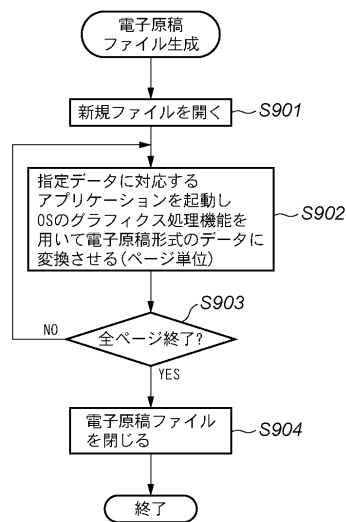 電子原稿
ファイル生成
新規ファイルを開く
S901
指定データに対応する
アプリケーションを起動し
OSのグラフィクス処理機能を
用いて電子原稿形式のデータに
変換させる(ページ単位)
S902
S903
全ページ終了?
NO
YES
電子原稿ファイル
を閉じる
S904
終了